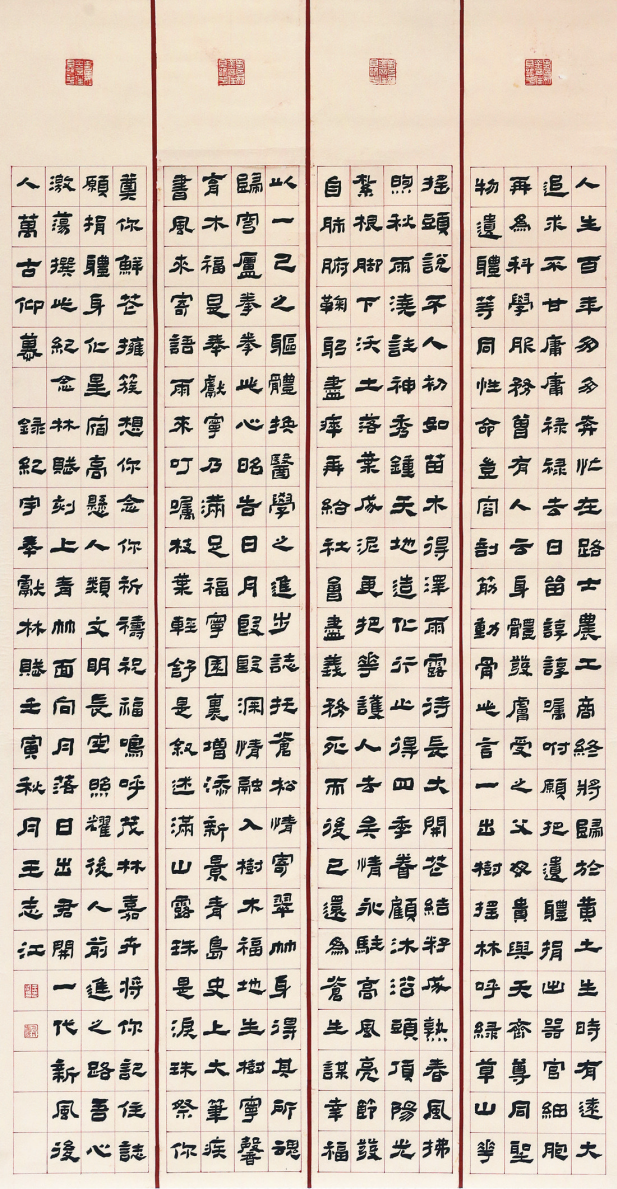 人生百年多多奔忙在路士農工商終將歸於黃土生時有遠大
追求不甘庸庸祿祿去日留諄諄囑咐願把遺體捐出器官細胞
再為科學服務曾有人云身體髮膚受之父母貴與天齊尊同聖
物遺體等同性命豈容剖筋動骨此言一出樹搖林呼綠草山華
搖頭說不人初如苗木得澤雨露待長大開花結籽成熟春風拂
煦秋雨澆註神秀鍾天地造化行止得四季眷顧沐浴頭頂陽光
紮根腳下沃土落葉成泥更把華護人去矣情永駐高風亮節發
自肺腑鞠躬盡瘁再給社會盡義務死而後已還為蒼生謀幸福
以一己之軀體換醫學之進步誌托蒼松情寄翠竹身得其所魂
歸穹廬拳拳此心昭告日月殷殷深情融入樹木福地生樹寧馨
育木福是奉獻寧乃滿足福寧園裏增添新景青島史上大筆疾
書風來寄語雨來叮囑枝葉輕舒是敘述滿山露珠是淚珠祭你
奠你鮮花擁簇想你念你祈禱祝福鳴呼茂林嘉卉將你記住誌
願捐體身化星宿高懸人類文明長空照耀後人前進之路吾心
激蕩撰此紀念林賦刻上青竹面向月落日出君開一代新風後
人萬古仰慕 錄紀字奉獻林賦壬寅秋月王志江